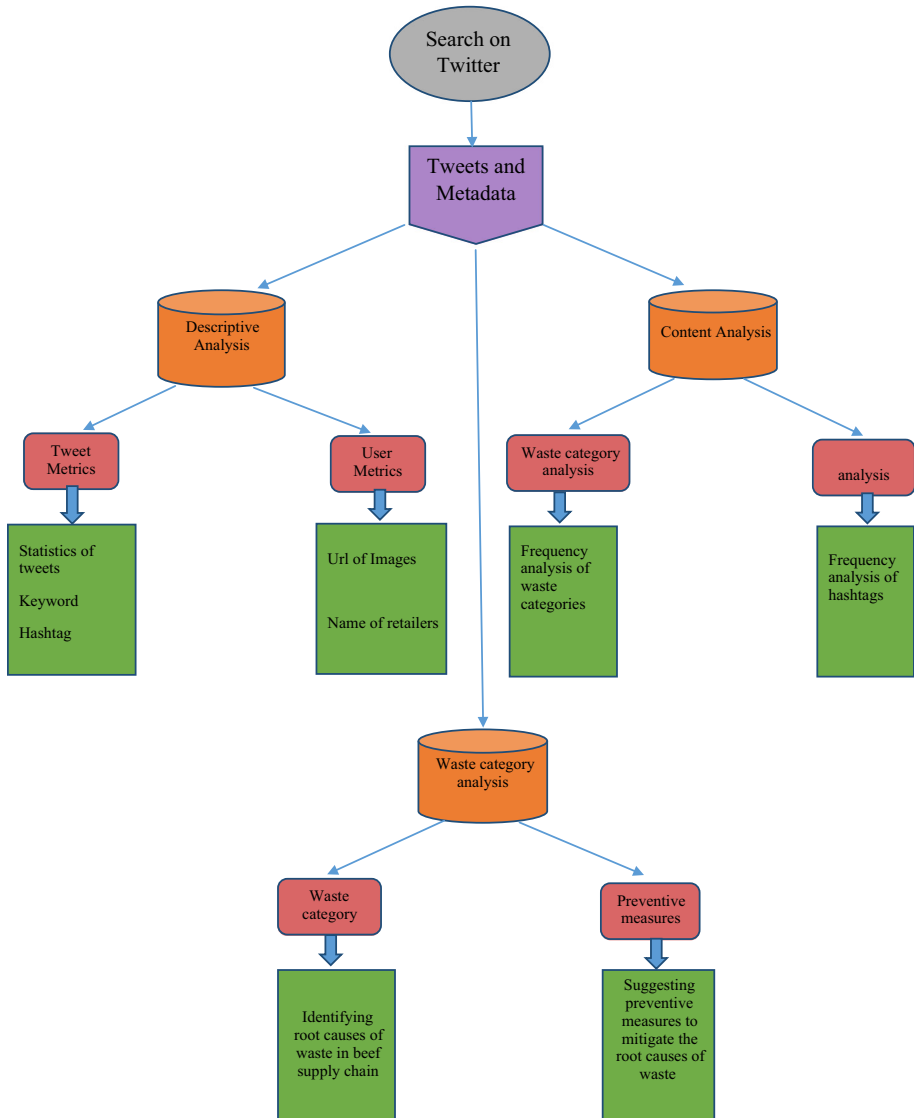 Search on
Twitter
Tweets and
Metadata
Descriptive
Analysis
Content Analysis
Tweet
Metrics
User
Metrics
Waste category
analysis
analysis
Statistics of
tweets
Keyword
Hashtag
Url of Images
Name of retailers
Frequency
analysis of
waste
categories
Frequency
analysis of
hashtags
Waste category
analysis
Waste
category
Preventive
measures
Identifying
root causes of
waste in beef
supply chain
Suggesting
preventive
measures to
mitigate the
root causes of
waste